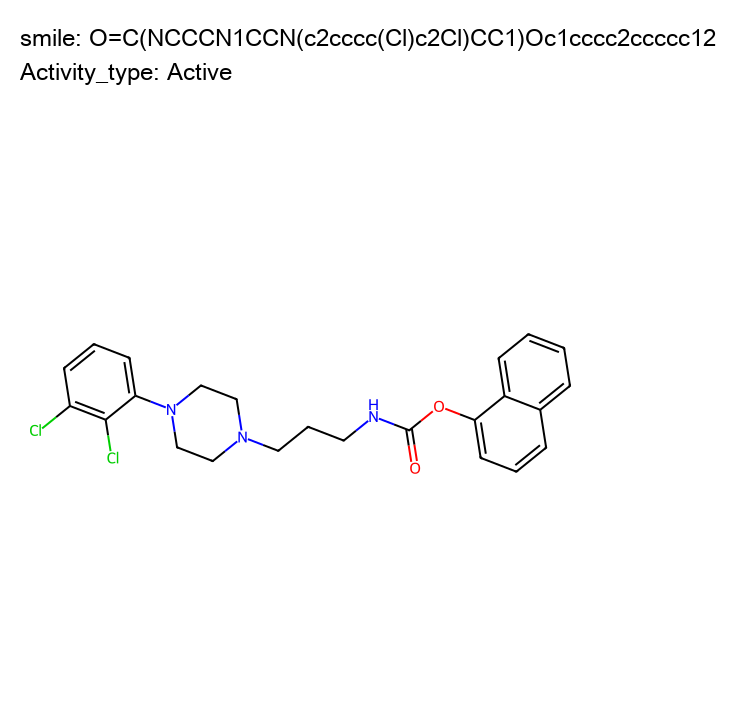 smile: O=C(NCCCN1CCN(c2cccc(Cl)c2Cl)CC1)Oc1cccc2ccccc12
Activity_type: Active
H
N
O
N
N
O
Cl
Cl